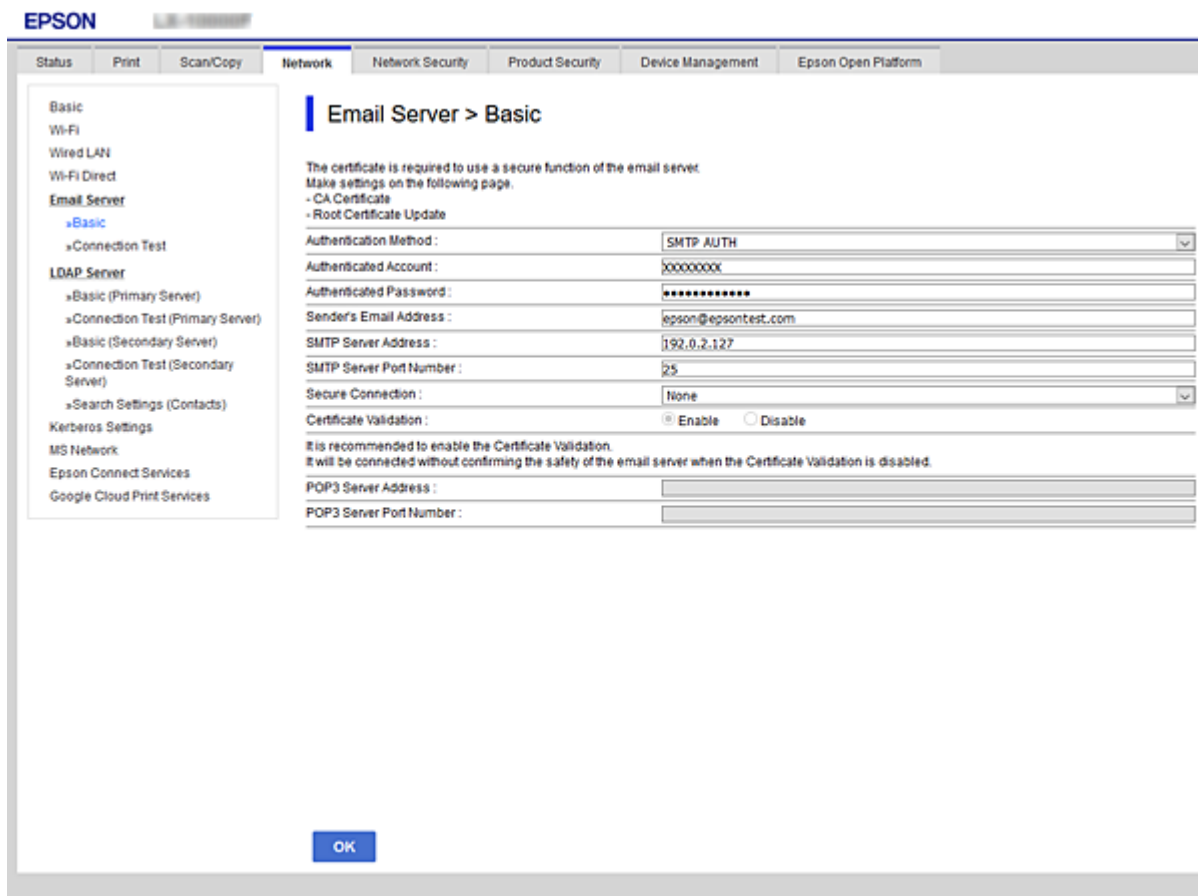 EPSON
Status Print Scan/Copy Network Network Security Product Security Device Management Epson Open Platform
Basic
Wi-Fi
Wired LAN
Wi-Fi Direct
Email Server
»Basic
»Connection Test
LDAP Server
»Basic (Primary Server)
»Connection Test (Primary Server)
»Basic (Secondary Server)
»Connection Test (Secondary
Server)
»Search Settings (Contacts)
Kerberos Settings
MS Network
Epson Connect Services
Google Cloud Print Services
Email Server > Basic
The certificate is required to use a secure function of the email server.
Make settings on the following page.
- CA Certificate
- Root Certificate Update
Authentication Method : SMTP AUTH
Authenticated Account : XXXXXXXX
Authenticated Password : ••••••••••••
Sender's Email Address : epson@epsontest.com
SMTP Server Address : 192.0.2.127
SMTP Server Port Number : 25
Secure Connection : None
Certificate Validation : Enable Disable
It is recommended to enable the Certificate Validation.
It will be connected without confirming the safety of the email server when the Certificate Validation is disabled.
POP3 Server Address :
POP3 Server Port Number :
OK